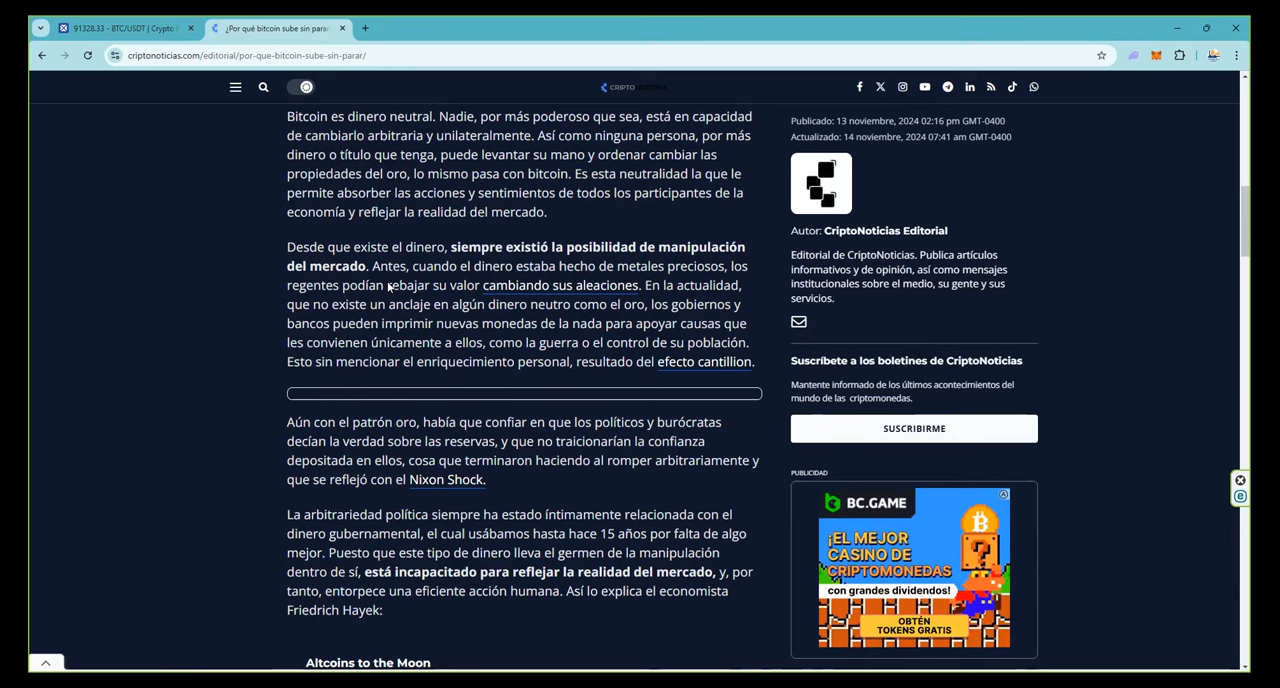 91328.33 - BTC/USDT | Crypto
¿Por qué bitcoin sube sin para
criptonoticias.com/editorial/por-que-bitcoin-sube-sin-parar/
CRIPTO
Bitcoin es dinero neutral. Nadie, por más poderoso que sea, está en capacidad
de cambiarlo arbitraria y unilateralmente. Así como ninguna persona, por más
dinero o título que tenga, puede levantar su mano y ordenar cambiar las
propiedades del oro, lo mismo pasa con bitcoin. Es esta neutralidad la que le
permite absorber las acciones y sentimientos de todos los participantes de la
economía y reflejar la realidad del mercado.
Desde que existe el dinero, siempre existió la posibilidad de manipulación
del mercado. Antes, cuando el dinero estaba hecho de metales preciosos, los
regentes podían rebajar su valor cambiando sus aleaciones. En la actualidad,
que no existe un anclaje en algún dinero neutro como el oro, los gobiernos y
bancos pueden imprimir nuevas monedas de la nada para apoyar causas que
les convienen únicamente a ellos, como la guerra o el control de su población.
Esto sin mencionar el enriquecimiento personal, resultado del efecto cantillion.
Aún con el patrón oro, había que confiar en que los políticos y burócratas
decían la verdad sobre las reservas, y que no traicionarían la confianza
depositada en ellos, cosa que terminaron haciendo al romper arbitrariamente y
que se reflejó con el Nixon Shock.
La arbitrariedad política siempre ha estado íntimamente relacionada con el
dinero gubernamental, el cual usábamos hasta hace 15 años por falta de algo
mejor. Puesto que este tipo de dinero lleva el germen de la manipulación
dentro de sí, está incapacitado para reflejar la realidad del mercado, y, por
tanto, entorpece una eficiente acción humana. Así lo explica el economista
Friedrich Hayek:
Altcoins to the Moon
Publicado: 13 noviembre, 2024 02:16 pm GMT-0400
Actualizado: 14 noviembre, 2024 07:41 am GMT-0400
Autor: CriptoNoticias Editorial
Editorial de CriptoNoticias. Publica artículos
informativos y de opinión, así como mensajes
institucionales sobre el medio, su gente y sus
servicios.
Suscríbete a los boletines de CriptoNoticias
Mantente informado de los últimos acontecimientos del
mundo de las criptomonedas.
SUSCRIBIRME
PUBLICIDAD
BC.GAME
¡EL MEJOR
CASINO DE
CRIPTOMONEDAS
con grandes dividendos!
OBTÉN
TOKENS GRATIS